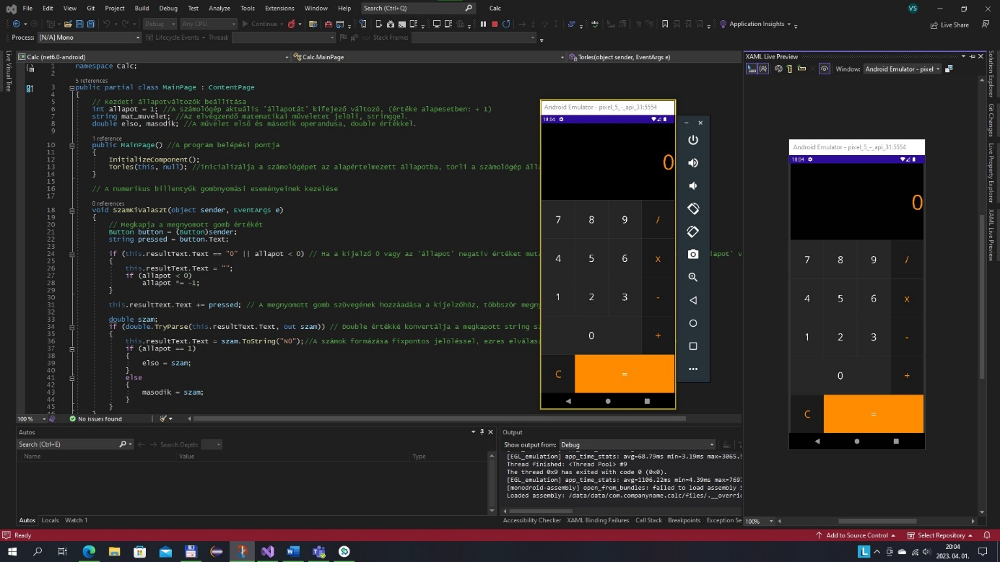 File Edit View Git Project Build Debug Test Analyze Tools Extensions Window Help Search (Ctrl+Q) Calc VS
Debug Any CPU Continue Application Insights Live Share
Process: [N/A] Mono Lifecycle Events Thread: Stack Frame:
Live Visual Tree
Calc (net6.0-android) Calc.MainPage Torles(object sender, EventArgs e)
1 namespace Calc;
2
5 references
3 public partial class MainPage : ContentPage
4 {
5 // Kezdeti állapotváltozók beállítása
6 int allapot = 1; //A számológép aktuális 'állapotát' kifejező változó, (értéke alapesetben: + 1)
7 string mat_muvelet; //Az elvégzendő matematikai műveletet jelöli, stringgel.
8 double elso, masodik; //A művelet első és második operandusa, double értékkel.
9
1 reference
10 public MainPage() //A program belépési pontja
11 {
12 InitializeComponent();
13 Torles(this, null); //inicializálja a számológépet az alapértelmezett állapotba, törli a számológép áll
14 }
15
16 // A numerikus billentyűk gombnyomási eseményeinek kezelése
17
0 references
18 void SzamKivalaszt(object sender, EventArgs e)
19 {
20 // Megkapja a megnyomott gomb értékét
21 Button button = (Button)sender;
22 string pressed = button.Text;
23
24 if (this.resultText.Text == "0" || allapot < 0) // Ha a kijelző 0 vagy az 'állapot' negatív értéket muta lapot' v
25 {
26 this.resultText.Text = "";
27 if (allapot < 0)
28 allapot *= -1;
29 }
30
31 this.resultText.Text += pressed; // A megnyomott gomb szövegének hozzáadása a kijelzőhöz, többször megny
32
33 double szam;
34 if (double.TryParse(this.resultText.Text, out szam)) // Double értékké konvertálja a megkapott string sz
35 {
36 this.resultText.Text = szam.ToString("N0");//A számok formázása fixpontos jelöléssel, ezres elválasz
37 if (allapot == 1)
38 {
39 elso = szam;
40 }
41 else
42 {
43 masodik = szam;
44 }
45 }
46
100 % No issues found
Android Emulator - pixel_5_-_api_31:5554
18:04
0
7 8 9 /
4 5 6 x
1 2 3 -
0 +
C =
XAML Live Preview
Window: Android Emulator - pixel
Android Emulator - pixel_5_-_api_31:5554
18:04
0
7 8 9 /
4 5 6 x
1 2 3 -
0 +
C =
100%
Solution Explorer
Git Changes
Live Property Explorer
XAML Live Preview
Autos
Search (Ctrl+E) Search Depth:
Name Value Type
Autos Locals Watch 1
Output
Show output from: Debug
[EGL_emulation] app_time_stats: avg=68.79ms min=3.19ms max=3065.5
Thread finished: <Thread Pool> #9
The thread 0x9 has exited with code 0 (0x0).
[EGL_emulation] app_time_stats: avg=1106.22ms min=4.39ms max=7697
[monodroid-assembly] open_from_bundles: failed to load assembly
Loaded assembly: /data/data/com.companyname.calc/files/.__overri
Accessibility Checker XAML Binding Failures Call Stack Breakpoints Exception Se
Ready Add to Source Control Select Repository
20:04
2023. 04. 01.